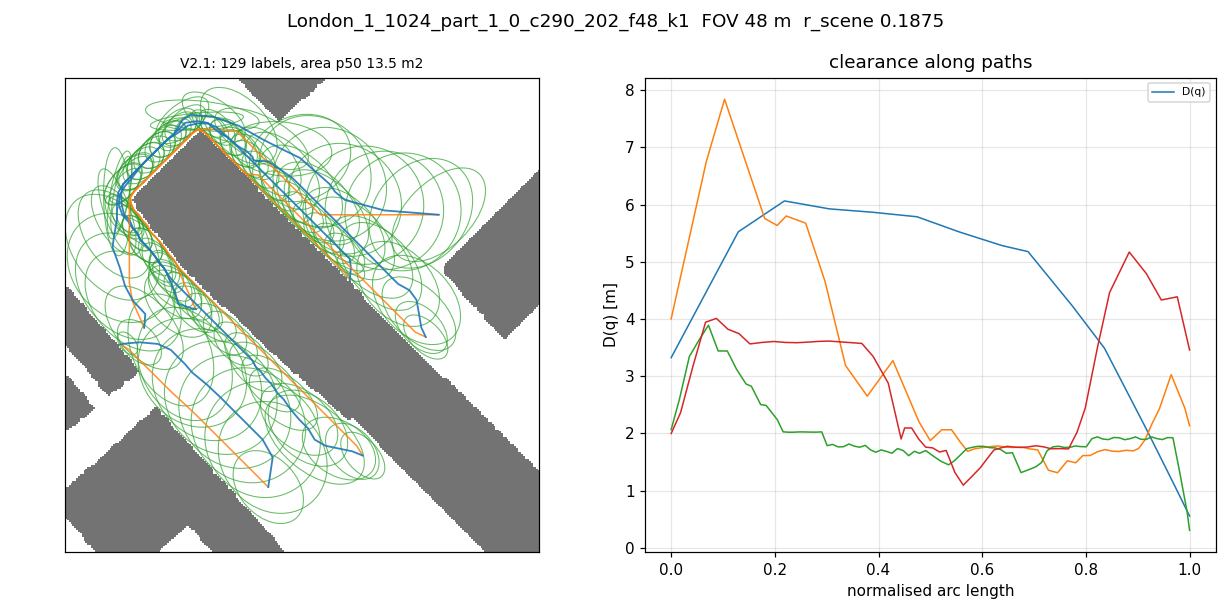 London_1_1024_part_1_0_c290_202_f48_k1  FOV 48 m  r_scene 0.1875
V2.1: 129 labels, area p50 13.5 m2
clearance along paths
D(q)
8
7
6
5
4
3
2
1
0
D(q) [m]
0.0 0.2 0.4 0.6 0.8 1.0
normalised arc length